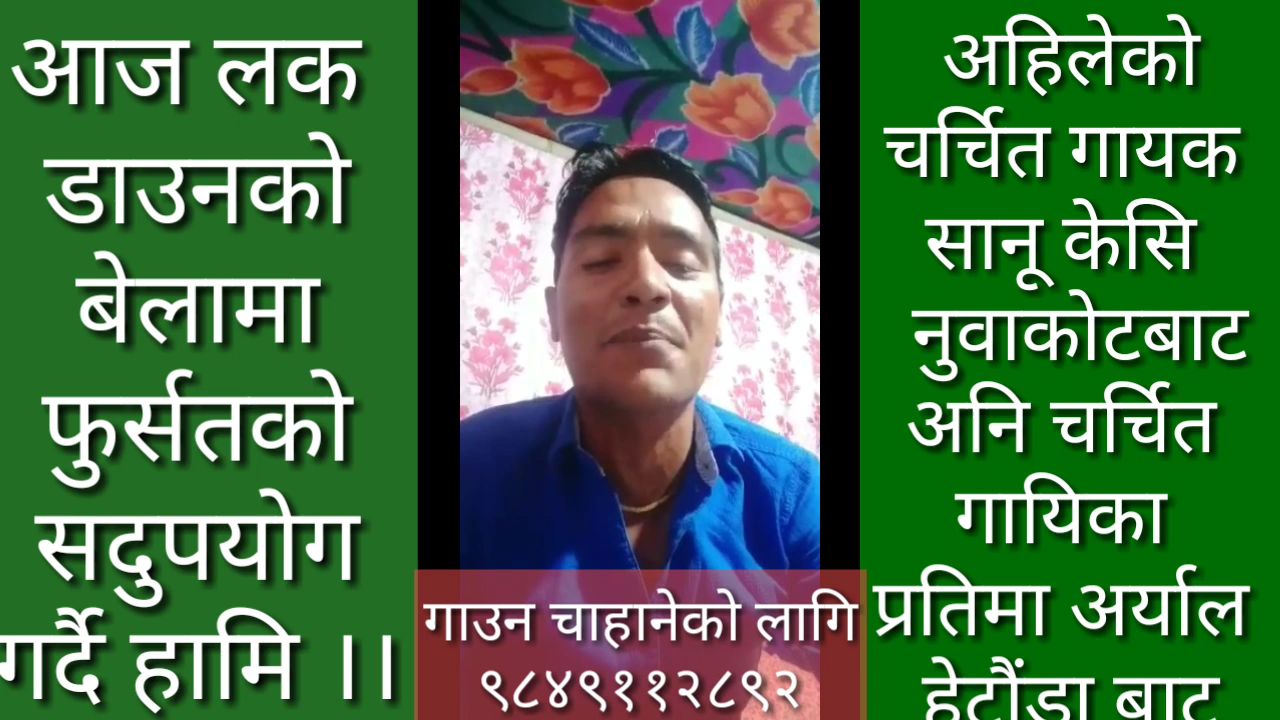 आज लक
डाउनको
बेलामा
फुर्सतको
सदुपयोग
गर्दै हामि ।।
गाउन चाहानेको लागि
९८४९११२८९२
अहिलेको
चर्चित गायक
सानू केसि
नुवाकोटबाट
अनि चर्चित
गायिका
प्रतिमा अर्याल
हेटौंडा बाट